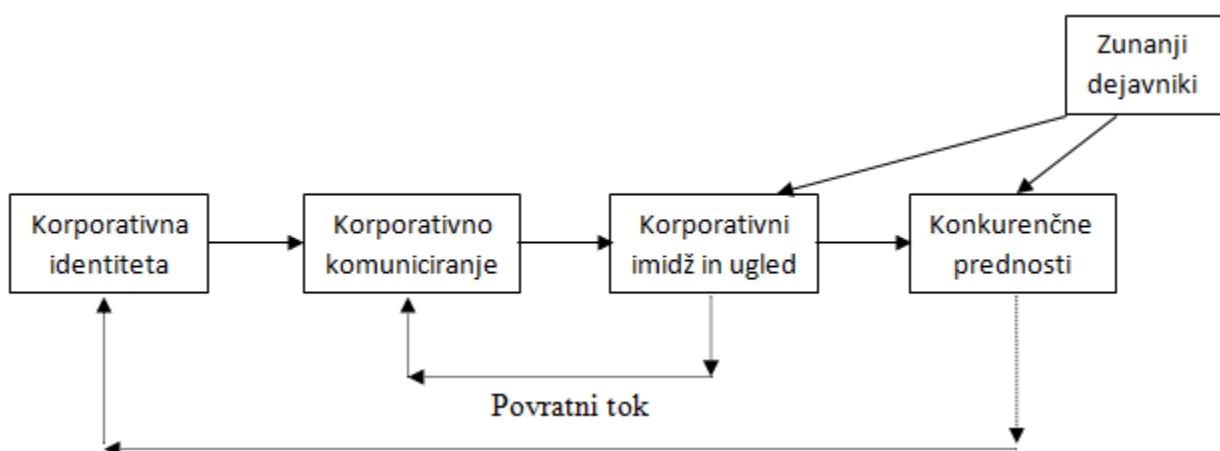 Zunanji
dejavniki
Korporativna
identiteta
Korporativno
komuniciranje
Korporativni
imidž in ugled
Konkurenčne
prednosti
Povratni tok